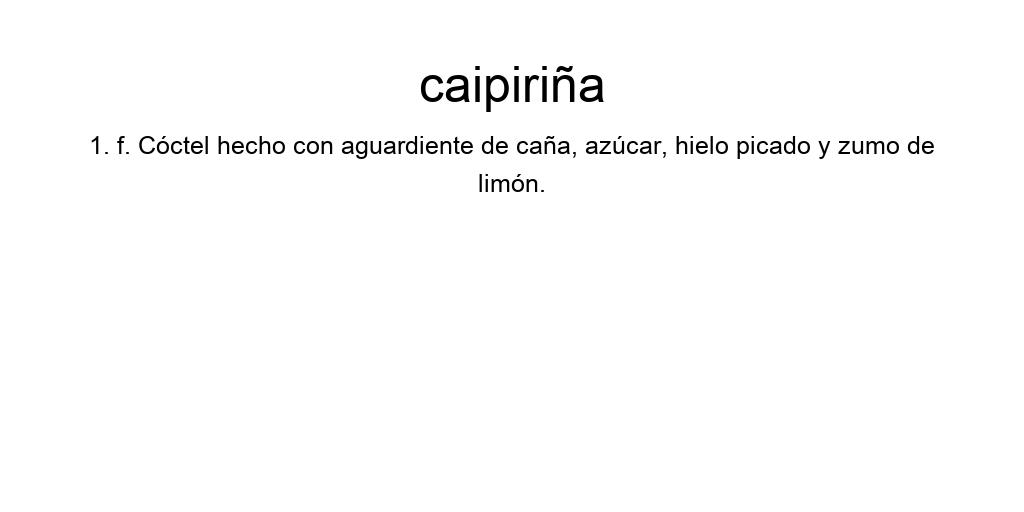 caipiriña
1. f. Cóctel hecho con aguardiente de caña, azúcar, hielo picado y zumo de
limón.